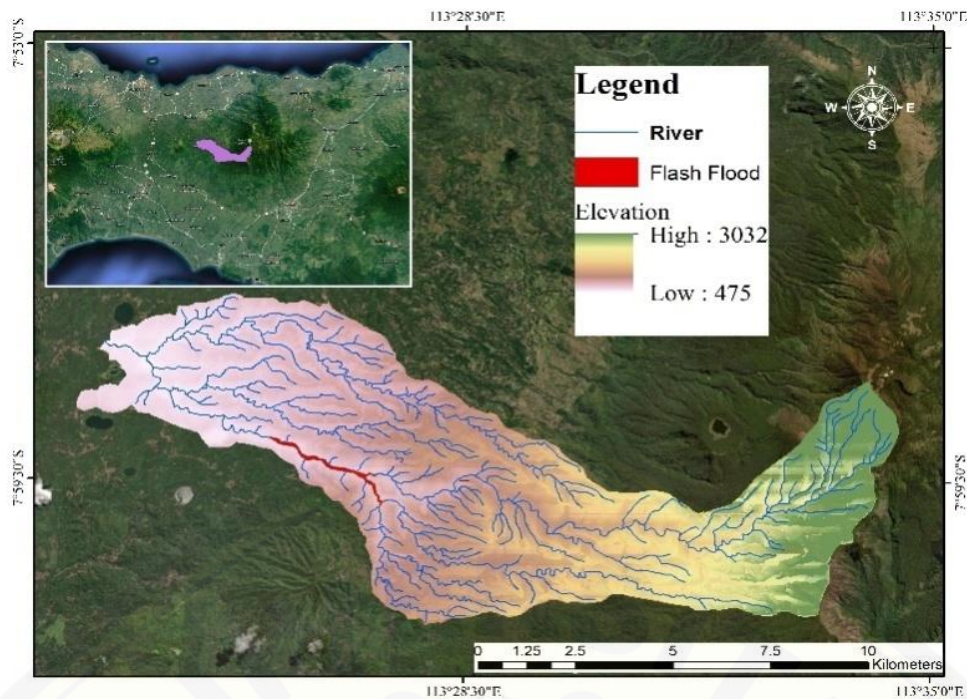 113°28'30"E
113°35'0"E
7°53'0"S
Legend
River
Flash Flood
Elevation
High : 3032
Low : 475
N
W
E
S
7°59'30"S
7°59'30"S
0 1.25 2.5 5 7.5 10
Kilometers
113°28'30"E
113°35'0"E